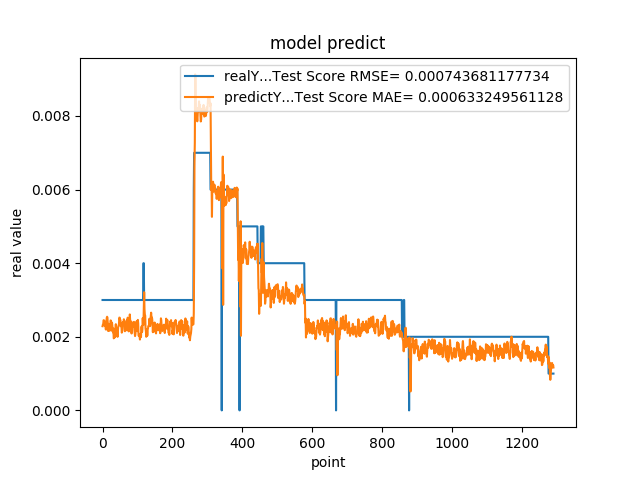 model predict
realY...Test Score RMSE= 0.000743681177734
predictY...Test Score MAE= 0.000633249561128
real value
0.008
0.006
0.004
0.002
0.000
0 200 400 600 800 1000 1200
point